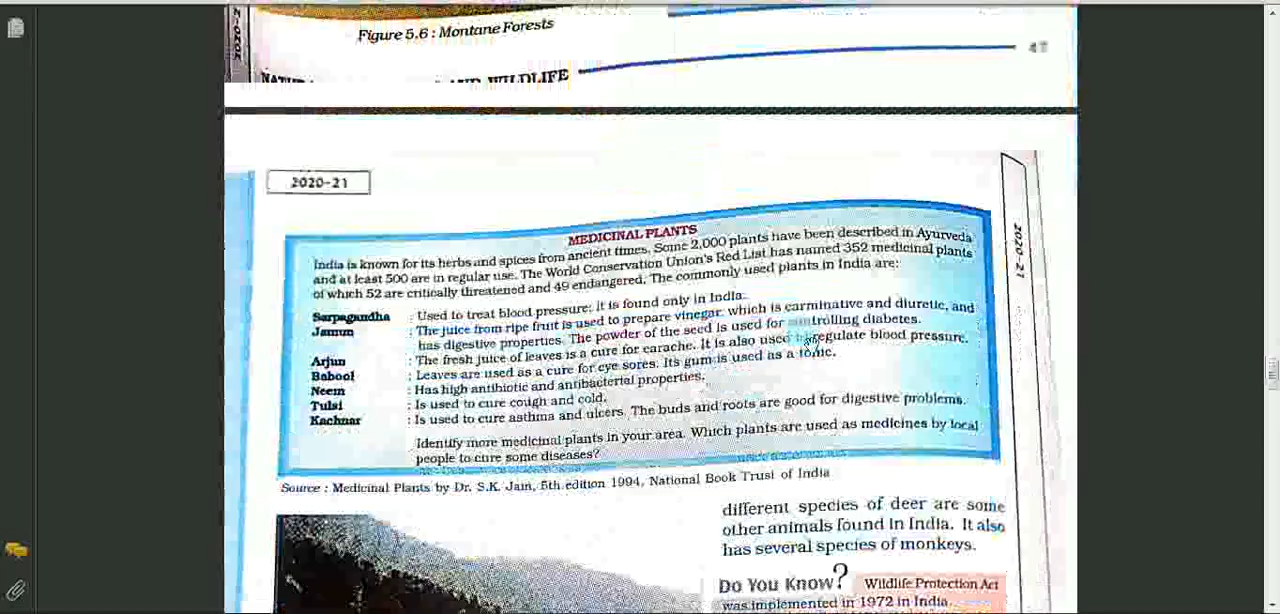 Figure 5.6 : Montane Forests
47
WILDLIFE
2020-21
2020-21
MEDICINAL PLANTS
India is known for its herbs and spices from ancient times. Some 2,000 plants have been described in Ayurveda
and at least 500 are in regular use. The World Conservation Union's Red List has named 352 medicinal plants
of which 52 are critically threatened and 49 endangered. The commonly used plants in India are:
Sarpagandha : Used to treat blood pressure; it is found only in India.
Jamun : The juice from ripe fruit is used to prepare vinegar, which is carminative and diuretic, and
has digestive properties. The powder of the seed is used for controlling diabetes.
Arjun : The fresh juice of leaves is a cure for earache. It is also used to regulate blood pressure.
Babool : Leaves are used as a cure for eye sores. Its gum is used as a tonic.
Neem : Has high antibiotic and antibacterial properties.
Tulsi : Is used to cure cough and cold.
Kachnar : Is used to cure asthma and ulcers. The buds and roots are good for digestive problems.
Identify more medicinal plants in your area. Which plants are used as medicines by local
people to cure some diseases?
Source : Medicinal Plants by Dr. S.K. Jain, 5th edition 1994, National Book Trust of India
different species of deer are some
other animals found in India. It also
has several species of monkeys.
Do You Know? Wildlife Protection Act
was implemented in 1972 in India